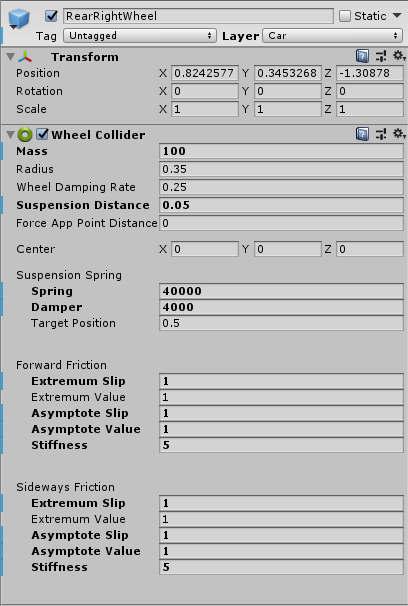 RearRightWheel Static
Tag Untagged Layer Car
Transform
Position X 0.8242577 Y 0.3453268 Z -1.30878
Rotation X 0 Y 0 Z 0
Scale X 1 Y 1 Z 1
Wheel Collider
Mass 100
Radius 0.35
Wheel Damping Rate 0.25
Suspension Distance 0.05
Force App Point Distance 0
Center X 0 Y 0 Z 0
Suspension Spring
Spring 40000
Damper 4000
Target Position 0.5
Forward Friction
Extremum Slip 1
Extremum Value 1
Asymptote Slip 1
Asymptote Value 1
Stiffness 5
Sideways Friction
Extremum Slip 1
Extremum Value 1
Asymptote Slip 1
Asymptote Value 1
Stiffness 5